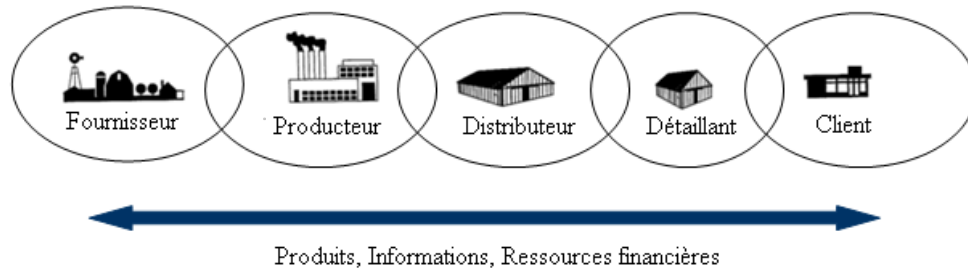 Fournisseur
Producteur
Distributeur
Détaillant
Client
Produits, Informations, Ressources financières